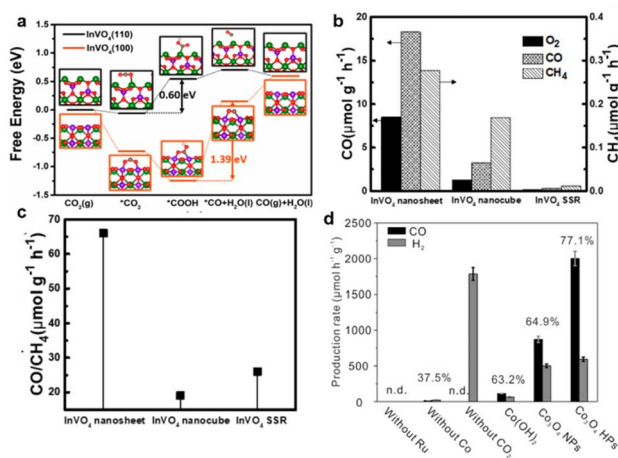 a
Free Energy (eV)
1.5
1.0
0.5
0.0
-0.5
-1.0
-1.5
InVO₄(110)
InVO₄(100)
0.60 eV
1.39 eV
CO₂(g)
*CO₂
*COOH
*CO+H₂O(l)
CO(g)+H₂O(l)
b
CO(μmol g⁻¹ h⁻¹)
20
15
10
5
0
O₂
CO
CH₄
0.4
0.3
0.2
0.1
0.0
CH₄(μmol g⁻¹ h⁻¹)
InVO₄ nanosheet
InVO₄ nanocube
InVO₄ SSR
c
CO/CH₄(μmol g⁻¹ h⁻¹)
70
60
50
40
30
20
InVO₄ nanosheet
InVO₄ nanocube
InVO₄ SSR
d
Production rate (μmol h⁻¹ g⁻¹)
2500
2000
1500
1000
500
0
CO
H₂
n.d.
37.5%
n.d.
63.2%
64.9%
77.1%
Without Ru
Without Co
Without CO₂
Co(OH)₂
Co₃O₄ NPs
Co₃O₄ HPs